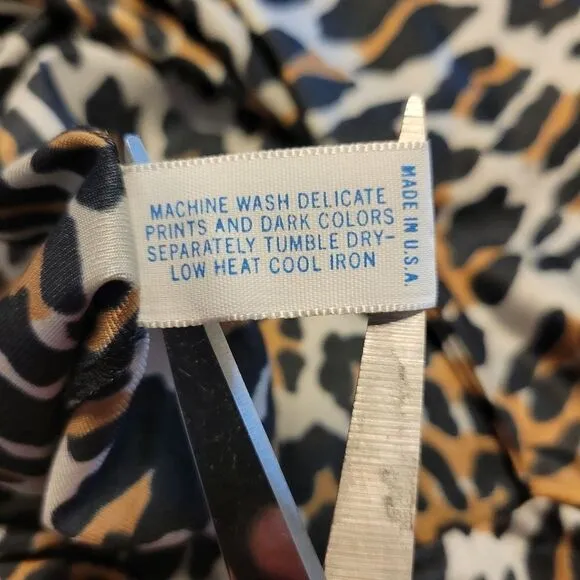 MACHINE WASH DELICATE
PRINTS AND DARK COLORS
SEPARATELY TUMBLE DRY-
LOW HEAT COOL IRON
MADE IN U.S.A.